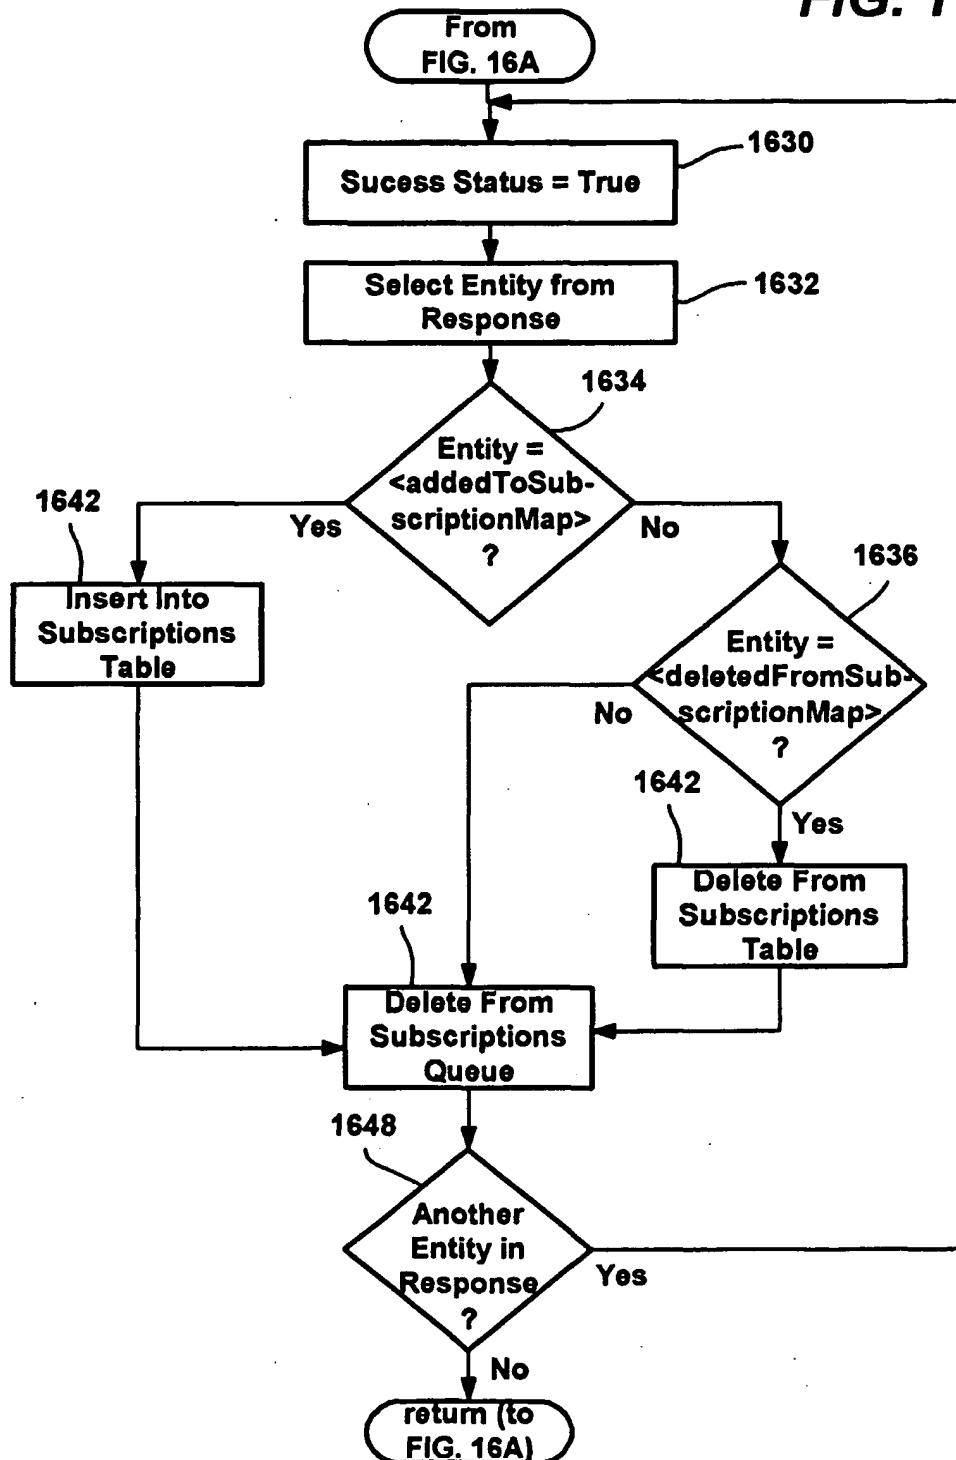 FIG. 1
From
FIG. 16A
1630
Sucess Status = True
Select Entity from
Response
1632
1634
Entity =
<addedToSub-
scriptionMap>
?
Yes
No
1642
Insert Into
Subscriptions
Table
1636
Entity =
<deletedFromSub-
scriptionMap>
?
No
Yes
1642
Delete From
Subscriptions
Table
1642
Delete From
Subscriptions
Queue
1648
Another
Entity in
Response
?
Yes
No
return (to
FIG. 16A)